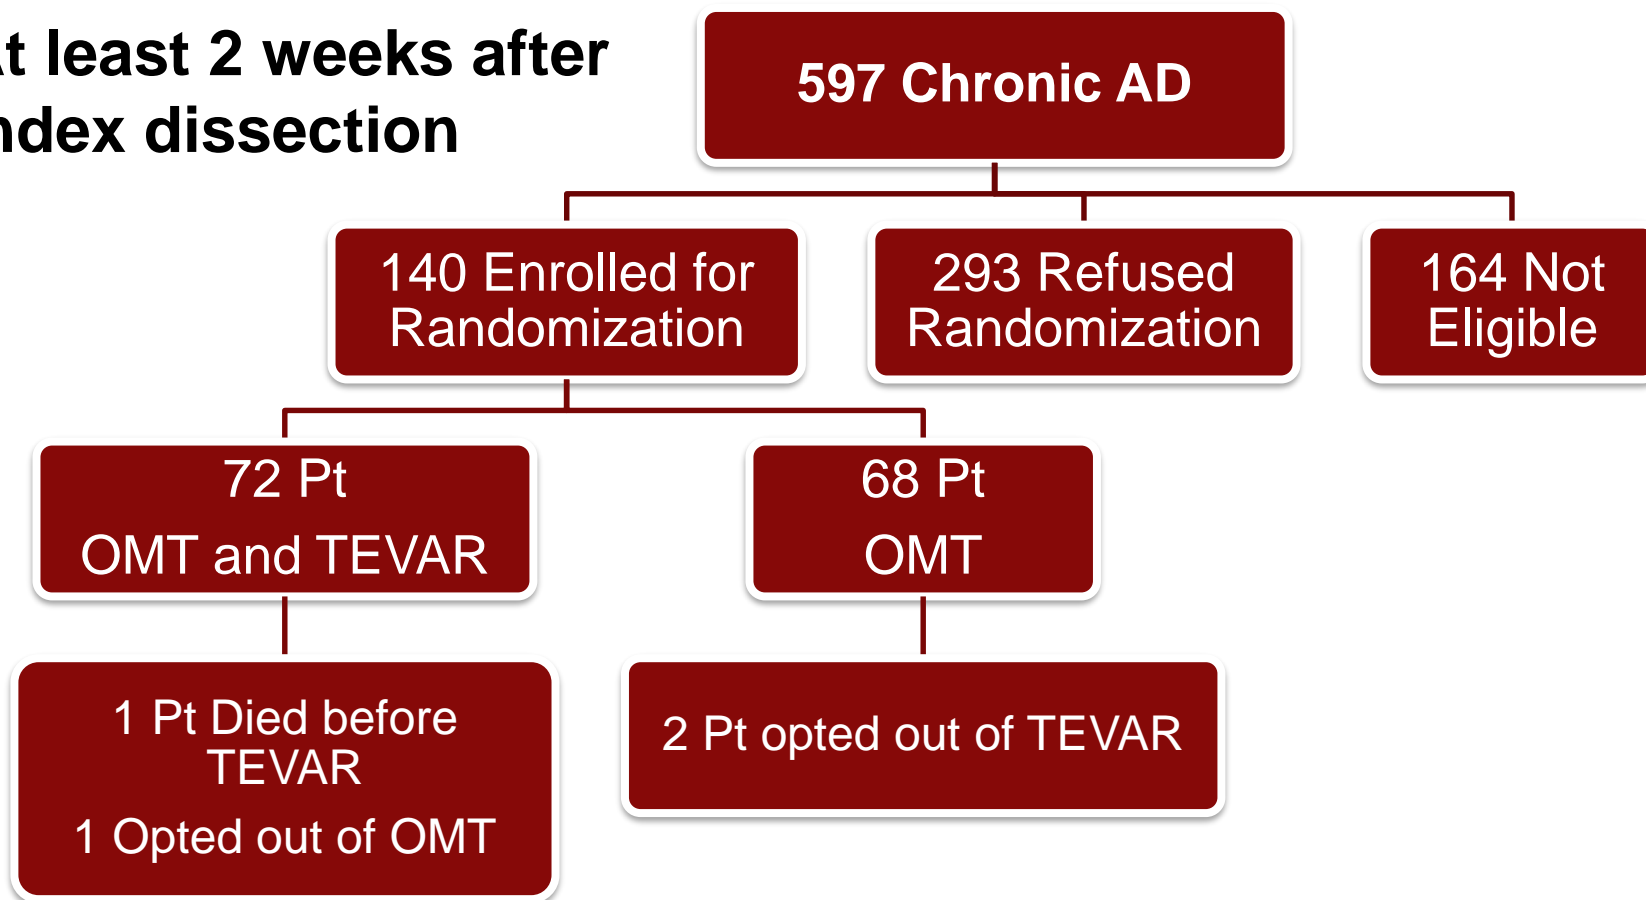 At least 2 weeks after
index dissection
597 Chronic AD
140 Enrolled for
Randomization
293 Refused
Randomization
164 Not
Eligible
72 Pt
OMT and TEVAR
68 Pt
OMT
1 Pt Died before
TEVAR
1 Opted out of OMT
2 Pt opted out of TEVAR